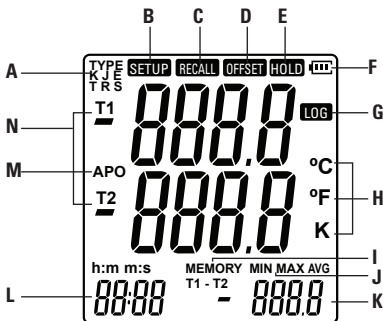 B C D E
A TYPE SETUP RECALL OFFSET HOLD F
K J E
T R S
T1 888.8 LOG G
N
M APO °C
T2 888.8 °F H
K
I
h:m m:s MEMORY MIN MAX AVG J
T1 - T2
L 88:88 - 888.8 K